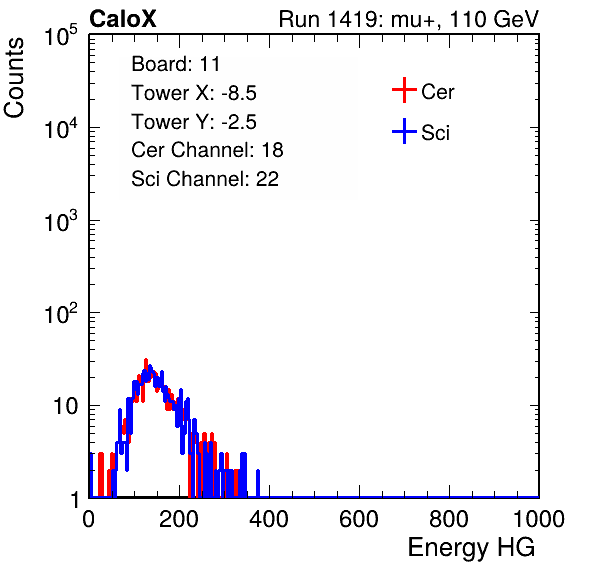 CaloX Run 1419: mu+, 110 GeV
Counts
10^5
10^4
10^3
10^2
10
1
Board: 11
Tower X: -8.5
Tower Y: -2.5
Cer Channel: 18
Sci Channel: 22
Cer
Sci
0 200 400 600 800 1000
Energy HG